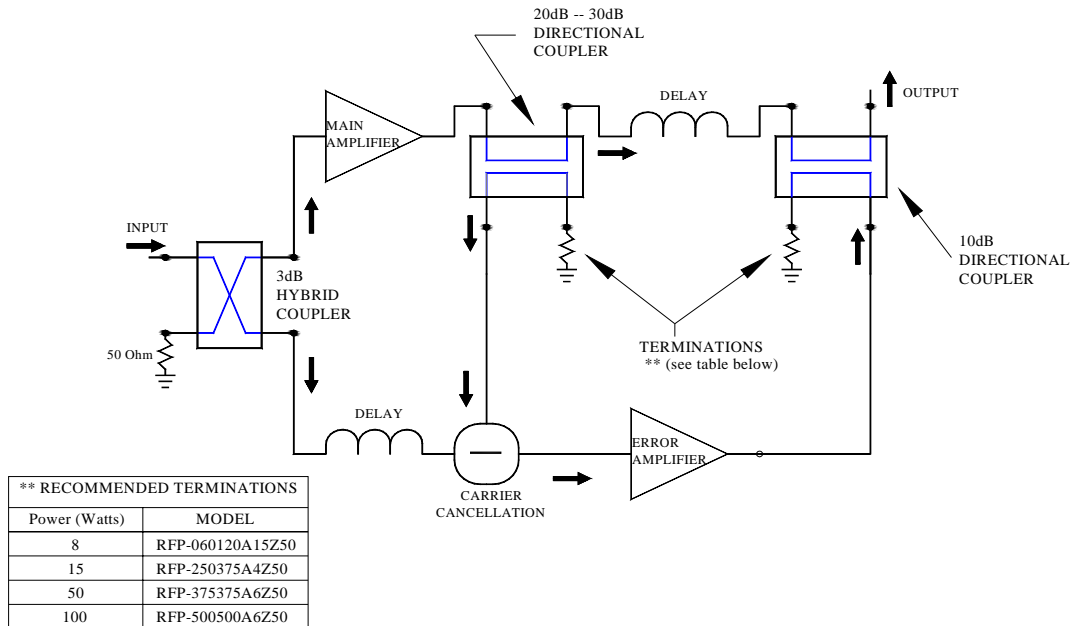 20dB -- 30dB
DIRECTIONAL
COUPLER
DELAY
OUTPUT
MAIN
AMPLIFIER
INPUT
3dB
HYBRID
COUPLER
10dB
DIRECTIONAL
COUPLER
50 Ohm
TERMINATIONS
** (see table below)
DELAY
ERROR
AMPLIFIER
CARRIER
CANCELLATION
** RECOMMENDED TERMINATIONS
Power (Watts) MODEL
8 RFP-060120A15Z50
15 RFP-250375A4Z50
50 RFP-375375A6Z50
100 RFP-500500A6Z50